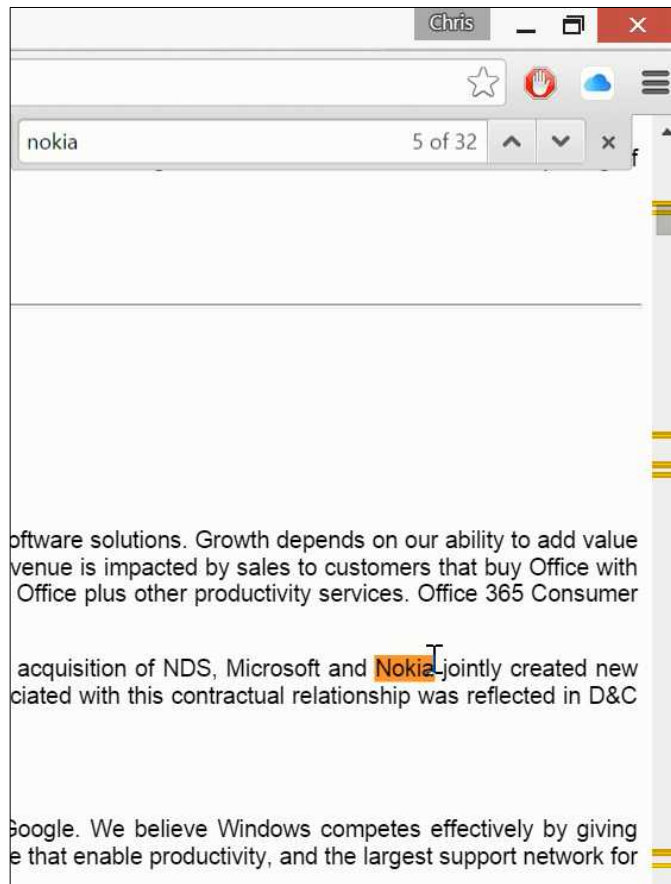 Chris
nokia 5 of 32
f
oftware solutions. Growth depends on our ability to add value
venue is impacted by sales to customers that buy Office with
Office plus other productivity services. Office 365 Consumer
acquisition of NDS, Microsoft and Nokia jointly created new
ciated with this contractual relationship was reflected in D&C
Google. We believe Windows competes effectively by giving
e that enable productivity, and the largest support network for